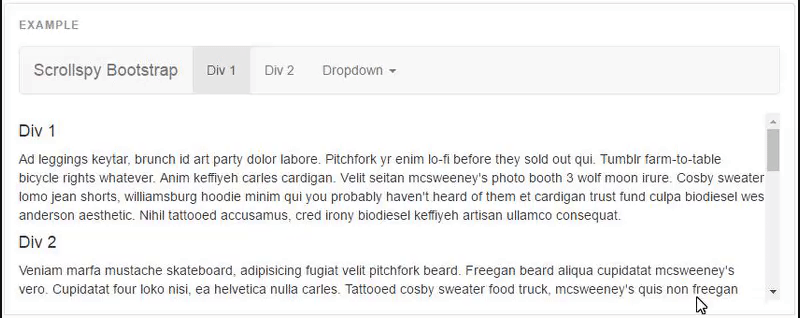 EXAMPLE
Scrollspy Bootstrap Div 1 Div 2 Dropdown
Div 1
Ad leggings keytar, brunch id art party dolor labore. Pitchfork yr enim lo-fi before they sold out qui. Tumblr farm-to-table
bicycle rights whatever. Anim keffiyeh carles cardigan. Velit seitan mcsweeney's photo booth 3 wolf moon irure. Cosby sweater
lomo jean shorts, williamsburg hoodie minim qui you probably haven't heard of them et cardigan trust fund culpa biodiesel wes
anderson aesthetic. Nihil tattooed accusamus, cred irony biodiesel keffiyeh artisan ullamco consequat.
Div 2
Veniam marfa mustache skateboard, adipisicing fugiat velit pitchfork beard. Freegan beard aliqua cupidatat mcsweeney's
vero. Cupidatat four loko nisi, ea helvetica nulla carles. Tattooed cosby sweater food truck, mcsweeney's quis non freegan